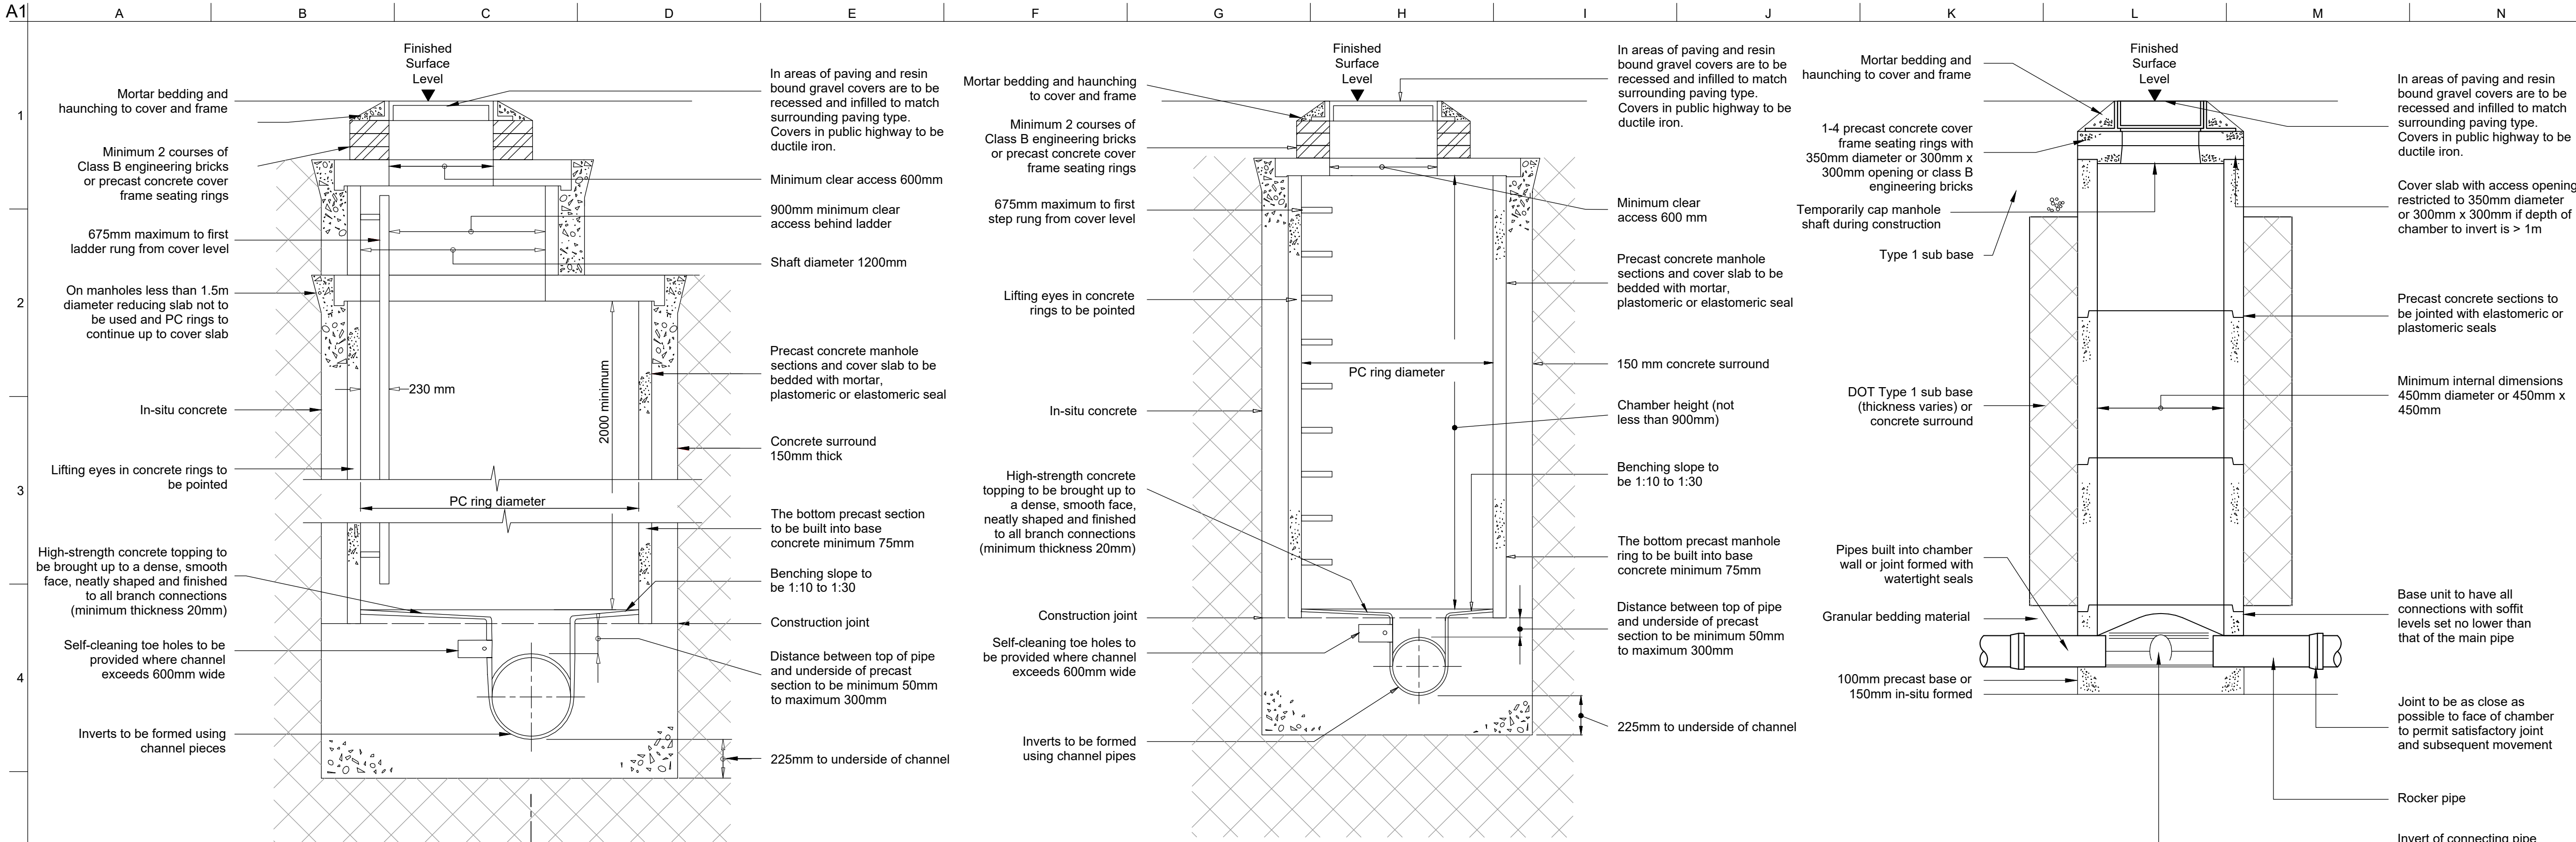 A1
A
B
C
D
E
F
G
H
I
J
K
L
M
N
1
2
3
4
Finished
Surface
Level
Mortar bedding and
haunching to cover and frame
Minimum 2 courses of
Class B engineering bricks
or precast concrete cover
frame seating rings
675mm maximum to first
ladder rung from cover level
On manholes less than 1.5m
diameter reducing slab not to
be used and PC rings to
continue up to cover slab
In-situ concrete
Lifting eyes in concrete rings to
be pointed
High-strength concrete topping to
be brought up to a dense, smooth
face, neatly shaped and finished
to all branch connections
(minimum thickness 20mm)
Self-cleaning toe holes to be
provided where channel
exceeds 600mm wide
Inverts to be formed using
channel pieces
230 mm
2000 minimum
PC ring diameter
In areas of paving and resin
bound gravel covers are to be
recessed and infilled to match
surrounding paving type.
Covers in public highway to be
ductile iron.
Minimum clear access 600mm
900mm minimum clear
access behind ladder
Shaft diameter 1200mm
Precast concrete manhole
sections and cover slab to be
bedded with mortar,
plastomeric or elastomeric seal
Concrete surround
150mm thick
The bottom precast section
to be built into base
concrete minimum 75mm
Benching slope to
be 1:10 to 1:30
Construction joint
Distance between top of pipe
and underside of precast
section to be minimum 50mm
to maximum 300mm
225mm to underside of channel
Finished
Surface
Level
Mortar bedding and haunching
to cover and frame
Minimum 2 courses of
Class B engineering bricks
or precast concrete cover
frame seating rings
675mm maximum to first
step rung from cover level
Lifting eyes in concrete
rings to be pointed
In-situ concrete
High-strength concrete
topping to be brought up to
a dense, smooth face,
neatly shaped and finished
to all branch connections
(minimum thickness 20mm)
Construction joint
Self-cleaning toe holes to
be provided where channel
exceeds 600mm wide
Inverts to be formed
using channel pipes
PC ring diameter
In areas of paving and resin
bound gravel covers are to be
recessed and infilled to match
surrounding paving type.
Covers in public highway to be
ductile iron.
Minimum clear
access 600 mm
Precast concrete manhole
sections and cover slab to be
bedded with mortar,
plastomeric or elastomeric seal
150 mm concrete surround
Chamber height (not
less than 900mm)
Benching slope to
be 1:10 to 1:30
The bottom precast manhole
ring to be built into base
concrete minimum 75mm
Distance between top of pipe
and underside of precast
section to be minimum 50mm
to maximum 300mm
225mm to underside of channel
Finished
Surface
Level
Mortar bedding and
haunching to cover and frame
1-4 precast concrete cover
frame seating rings with
350mm diameter or 300mm x
300mm opening or class B
engineering bricks
Temporarily cap manhole
shaft during construction
Type 1 sub base
DOT Type 1 sub base
(thickness varies) or
concrete surround
Pipes built into chamber
wall or joint formed with
watertight seals
Granular bedding material
100mm precast base or
150mm in-situ formed
In areas of paving and resin
bound gravel covers are to be
recessed and infilled to match
surrounding paving type.
Covers in public highway to be
ductile iron.
Cover slab with access opening
restricted to 350mm diameter
or 300mm x 300mm if depth of
chamber to invert is > 1m
Precast concrete sections to
be jointed with elastomeric or
plastomeric seals
Minimum internal dimensions
450mm diameter or 450mm x
450mm
Base unit to have all
connections with soffit
levels set no lower than
that of the main pipe
Joint to be as close as
possible to face of chamber
to permit satisfactory joint
and subsequent movement
Rocker pipe
Invert of connecting pipe